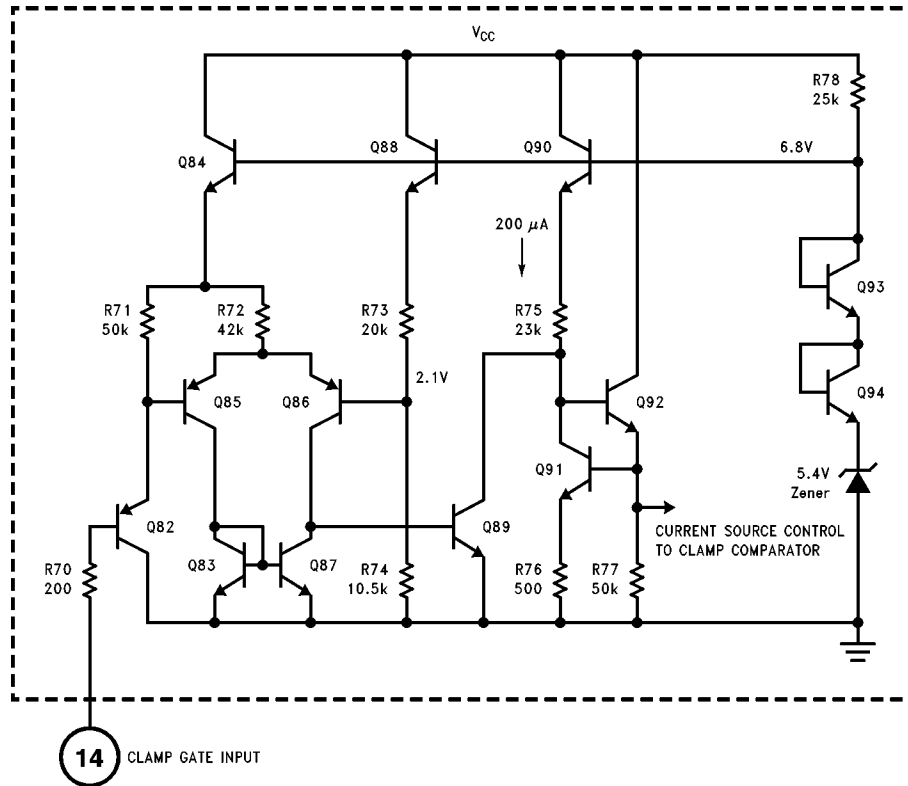 VCC
R78
25k
Q84
Q88
Q90
6.8V
200 μA
Q93
R71
50k
R72
42k
R73
20k
R75
23k
2.1V
Q85
Q86
Q92
Q94
Q91
5.4V
Zener
Q82
Q89
CURRENT SOURCE CONTROL
TO CLAMP COMPARATOR
R70
200
Q83
Q87
R74
10.5k
R76
500
R77
50k
14
CLAMP GATE INPUT